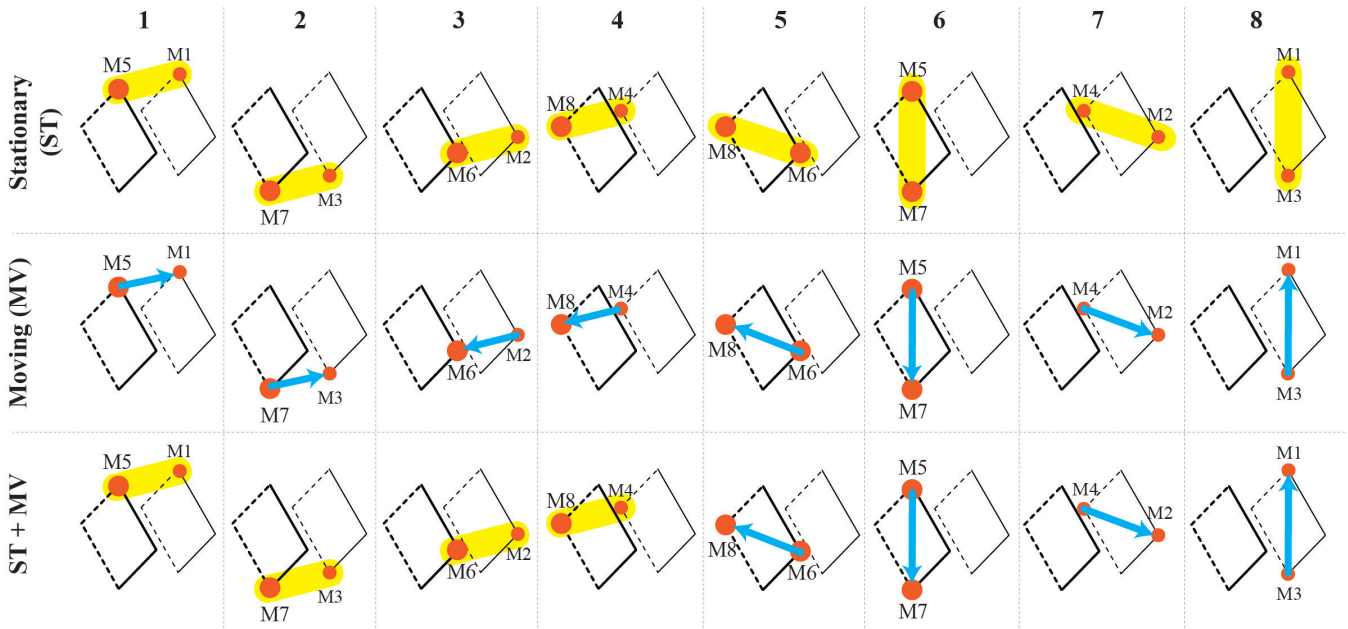 1 2 3 4 5 6 7 8
Stationary
(ST)
M5 M1
M7 M3
M6 M2
M8 M4
M8 M6
M5 M7
M4 M2
M1 M3
Moving (MV)
M5 M1
M7 M3
M6 M2
M8 M4
M8 M6
M5 M7
M4 M2
M1 M3
ST + MV
M5 M1
M7 M3
M6 M2
M8 M4
M8 M6
M5 M7
M4 M2
M1 M3